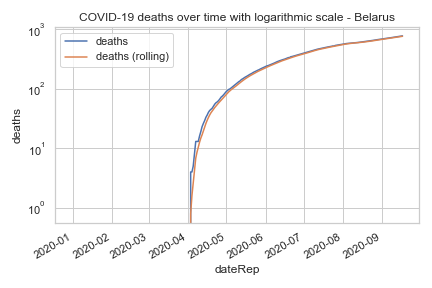 COVID-19 deaths over time with logarithmic scale - Belarus
deaths
deaths (rolling)
10³
10²
10¹
10⁰
deaths
2020-01
2020-02
2020-03
2020-04
2020-05
2020-06
2020-07
2020-08
2020-09
dateRep